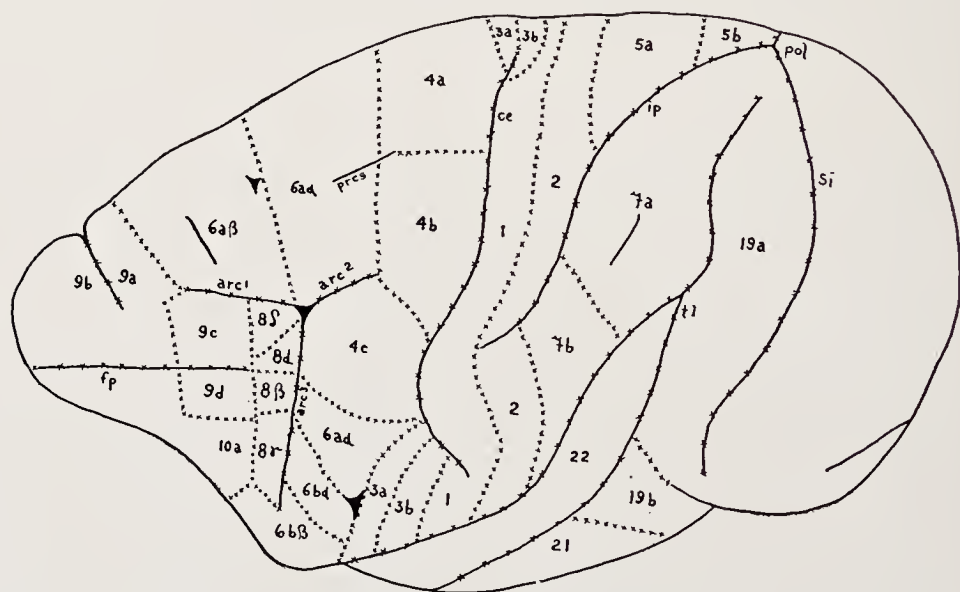 3a 3b 5a 5b
pol
4a
ce ip
6aα prcs 2 7a si
6aβ 4b 1 19a
9b 9a
arc1 arc2 t1
9c 8δ 4c 7b
8α
fp 9d 8β arc3
2
10a 8γ 6aα 22
6bα 3a 3b 1 19b
6bβ 21